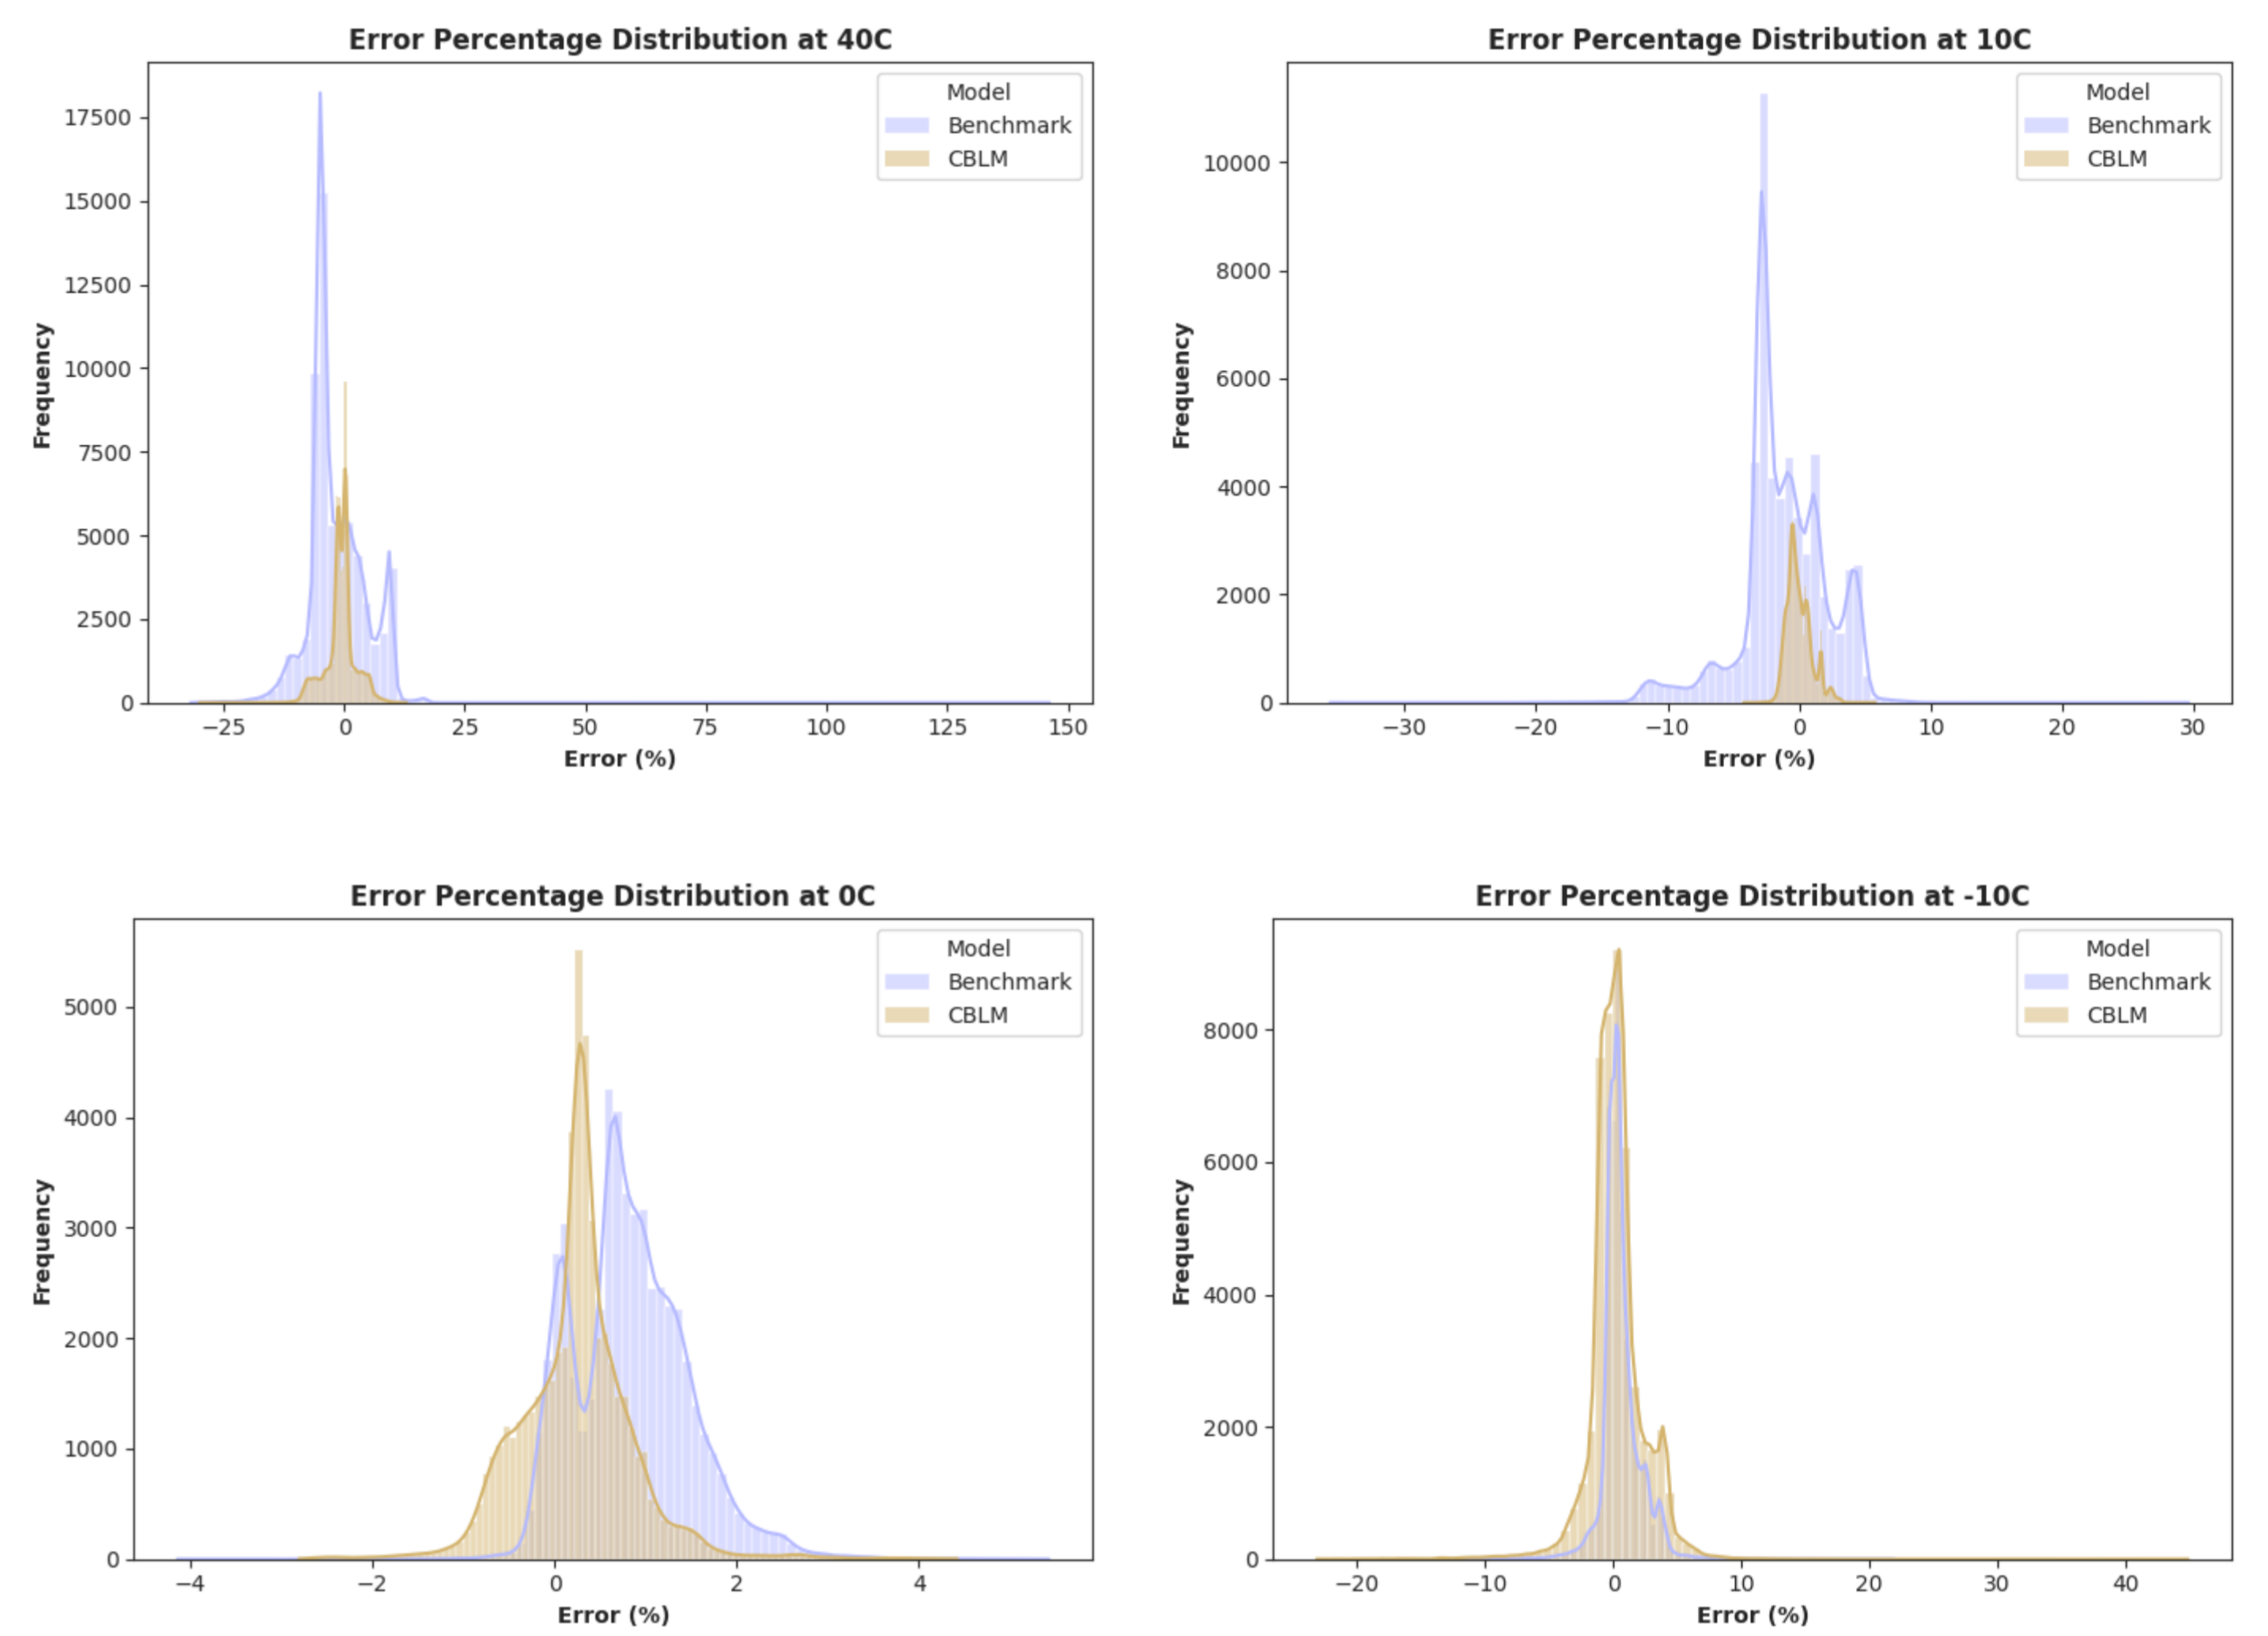 Error Percentage Distribution at 40C
Model
Benchmark
CBLM
17500
15000
12500
10000
7500
5000
2500
0
Frequency
−25 0 25 50 75 100 125 150
Error (%)
Error Percentage Distribution at 10C
Model
Benchmark
CBLM
10000
8000
6000
4000
2000
0
Frequency
−30 −20 −10 0 10 20 30
Error (%)
Error Percentage Distribution at 0C
Model
Benchmark
CBLM
5000
4000
3000
2000
1000
0
Frequency
−4 −2 0 2 4
Error (%)
Error Percentage Distribution at -10C
Model
Benchmark
CBLM
8000
6000
4000
2000
0
Frequency
−20 −10 0 10 20 30 40
Error (%)